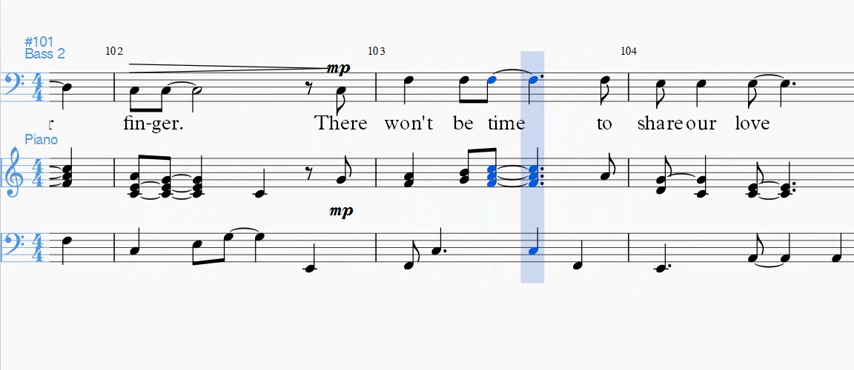 #101
Bass 2
102
103
104
mp
r fin-ger. There won't be time to share our love
Piano
mp